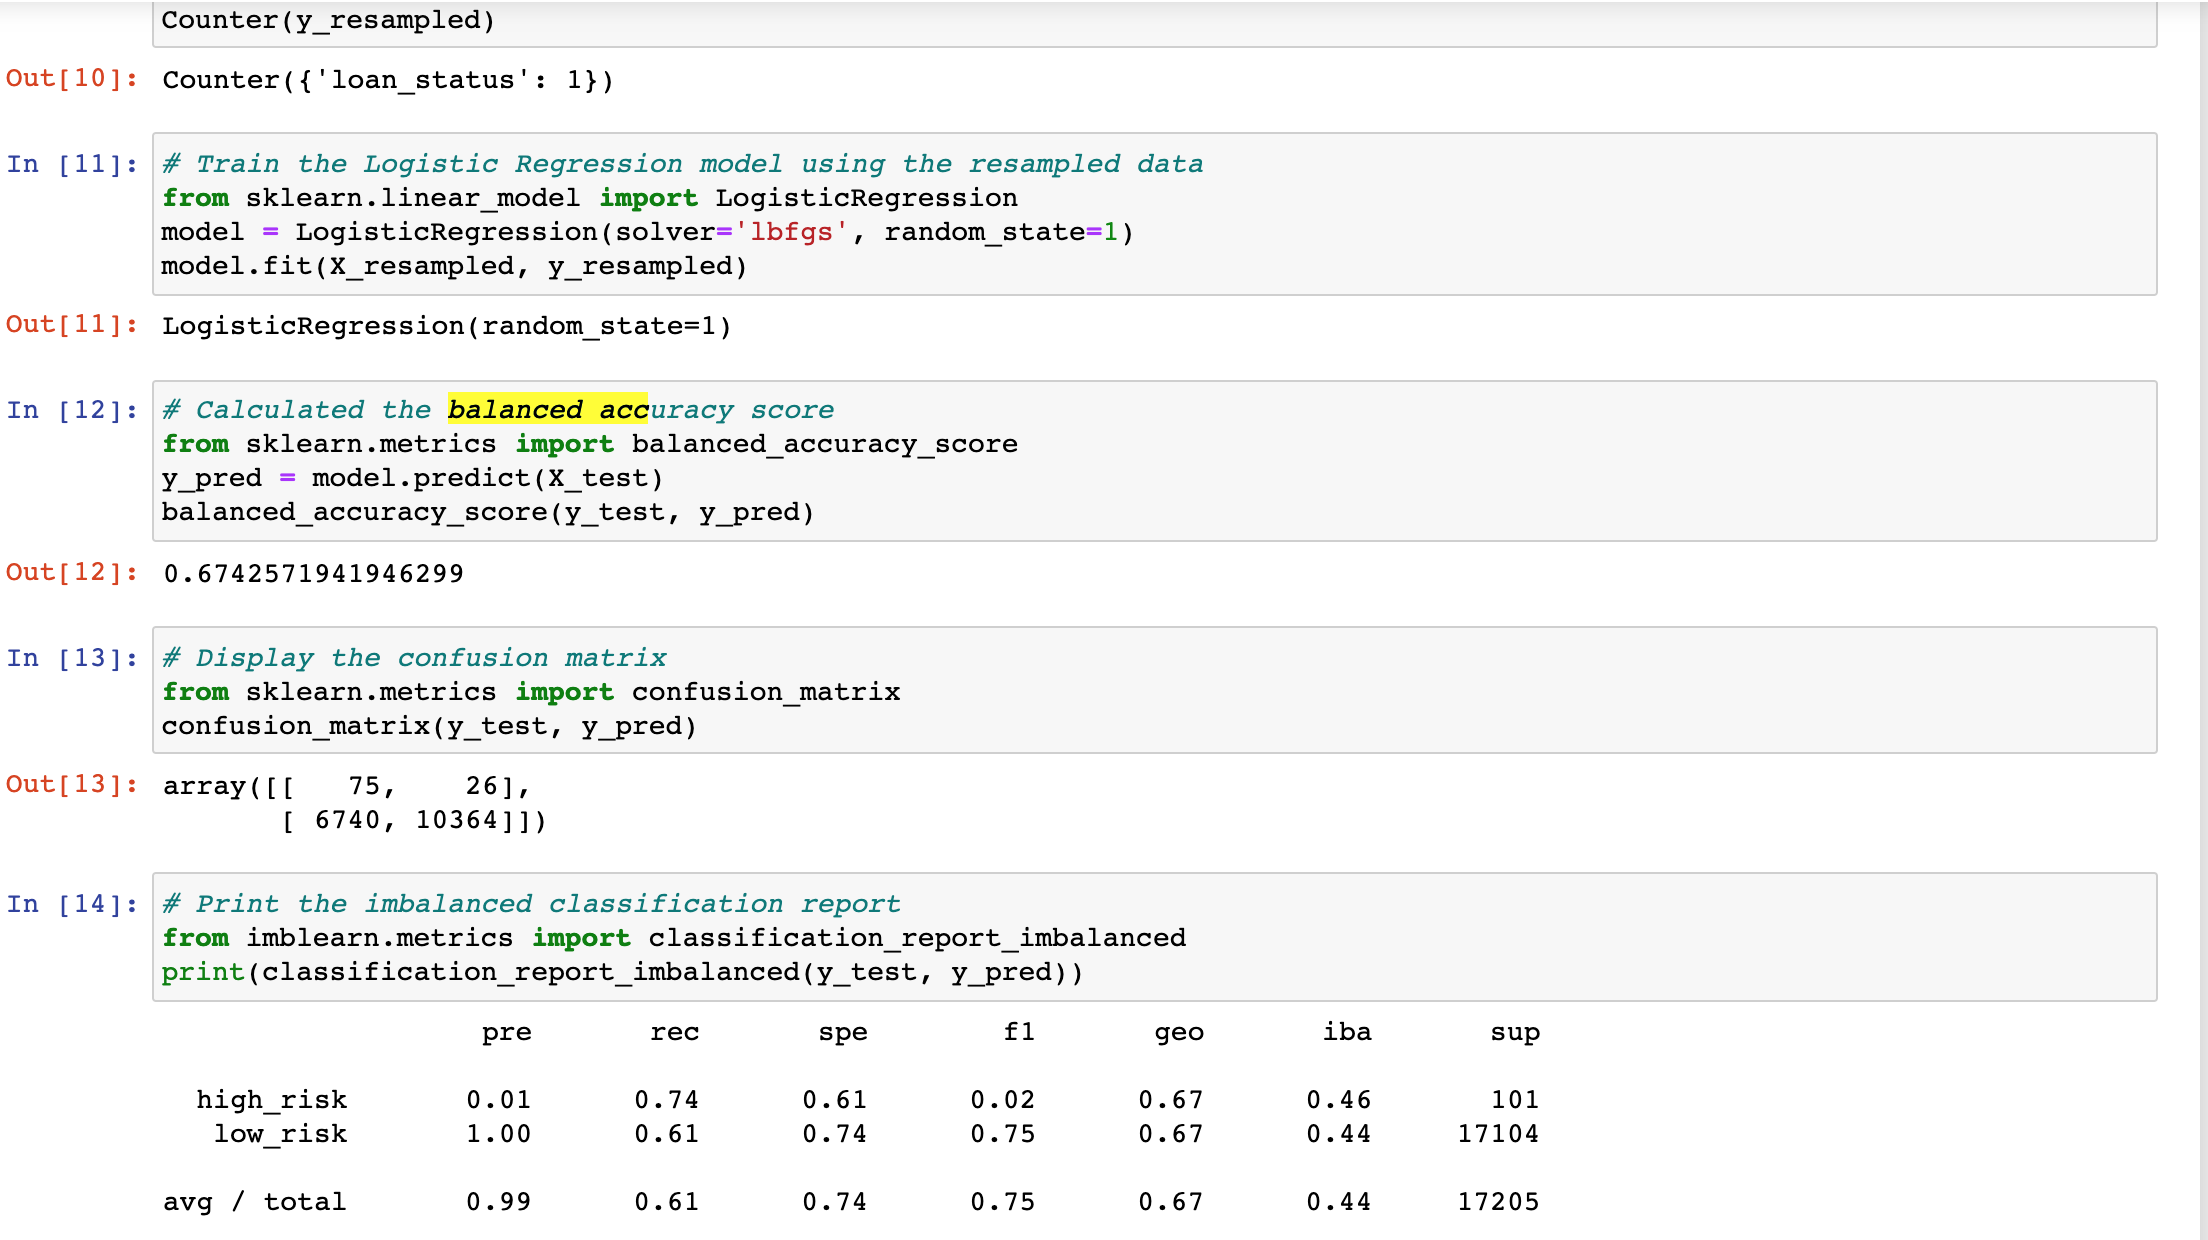 Counter(y_resampled)
Out[10]: Counter({'loan_status': 1})
In [11]: # Train the Logistic Regression model using the resampled data
from sklearn.linear_model import LogisticRegression
model = LogisticRegression(solver='lbfgs', random_state=1)
model.fit(X_resampled, y_resampled)
Out[11]: LogisticRegression(random_state=1)
In [12]: # Calculated the balanced accuracy score
from sklearn.metrics import balanced_accuracy_score
y_pred = model.predict(X_test)
balanced_accuracy_score(y_test, y_pred)
Out[12]: 0.6742571941946299
In [13]: # Display the confusion matrix
from sklearn.metrics import confusion_matrix
confusion_matrix(y_test, y_pred)
Out[13]: array([[   75,    26],
       [ 6740, 10364]])
In [14]: # Print the imbalanced classification report
from imblearn.metrics import classification_report_imbalanced
print(classification_report_imbalanced(y_test, y_pred))
pre rec spe f1 geo iba sup
high_risk 0.01 0.74 0.61 0.02 0.67 0.46 101
low_risk 1.00 0.61 0.74 0.75 0.67 0.44 17104
avg / total 0.99 0.61 0.74 0.75 0.67 0.44 17205